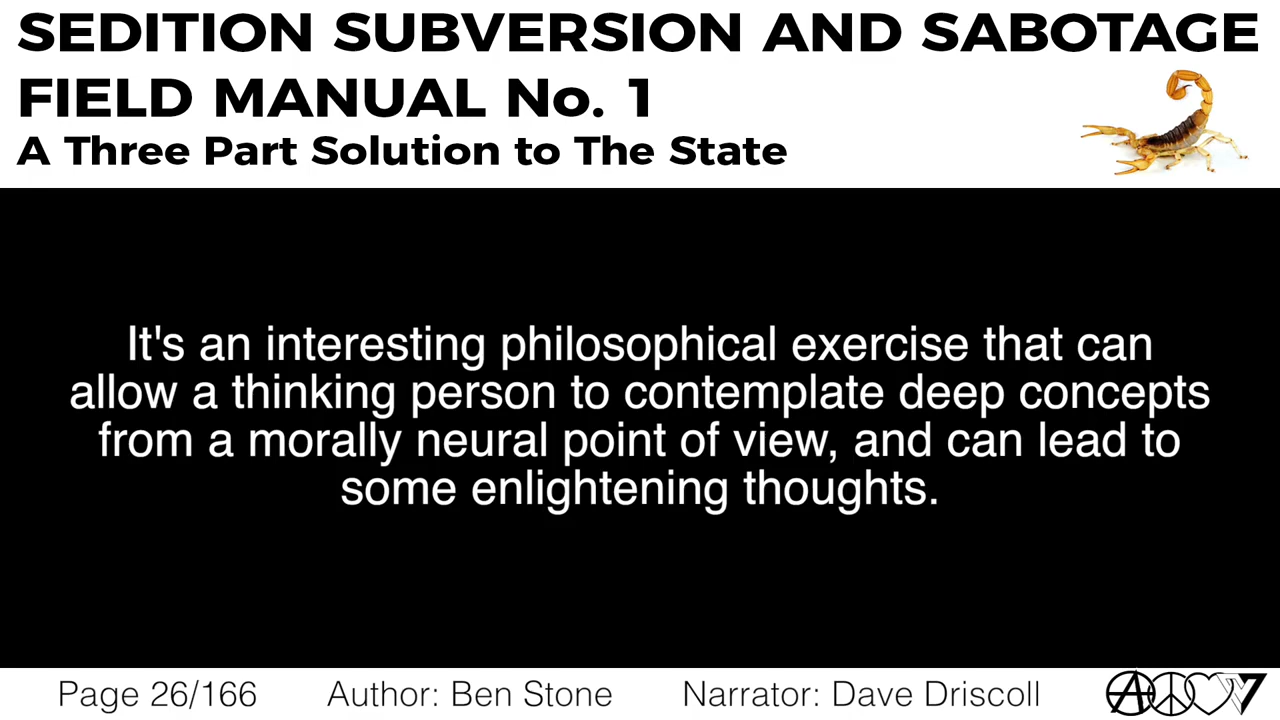 SEDITION SUBVERSION AND SABOTAGE
FIELD MANUAL No. 1
A Three Part Solution to The State
It's an interesting philosophical exercise that can
allow a thinking person to contemplate deep concepts
from a morally neural point of view, and can lead to
some enlightening thoughts.
Page 26/166 Author: Ben Stone Narrator: Dave Driscoll